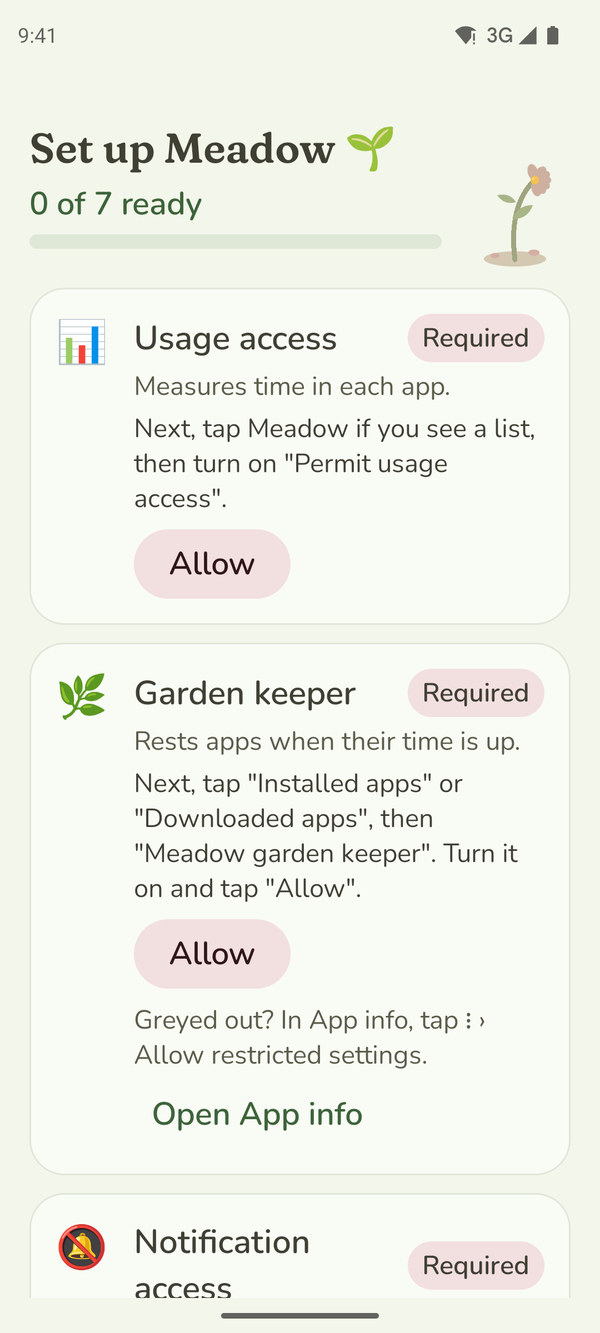 9:41
3G
Set up Meadow 🌱
0 of 7 ready
Usage access
Required
Measures time in each app.
Next, tap Meadow if you see a list,
then turn on "Permit usage
access".
Allow
Garden keeper
Required
Rests apps when their time is up.
Next, tap "Installed apps" or
"Downloaded apps", then
"Meadow garden keeper". Turn it
on and tap "Allow".
Allow
Greyed out? In App info, tap ⋮ ›
Allow restricted settings.
Open App info
Notification
access
Required